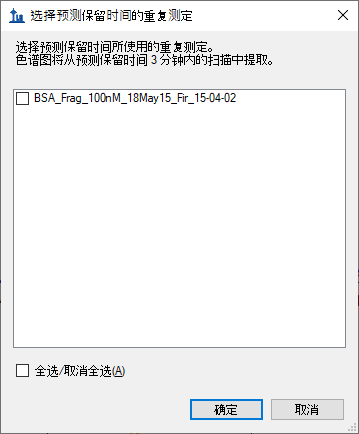 选择预测保留时间的重复测定
选择预测保留时间所使用的重复测定。
色谱图将从预测保留时间 3 分钟内的扫描中提取。
BSA_Frag_100nM_18May15_Fir_15-04-02
全选/取消全选(A)
确定
取消